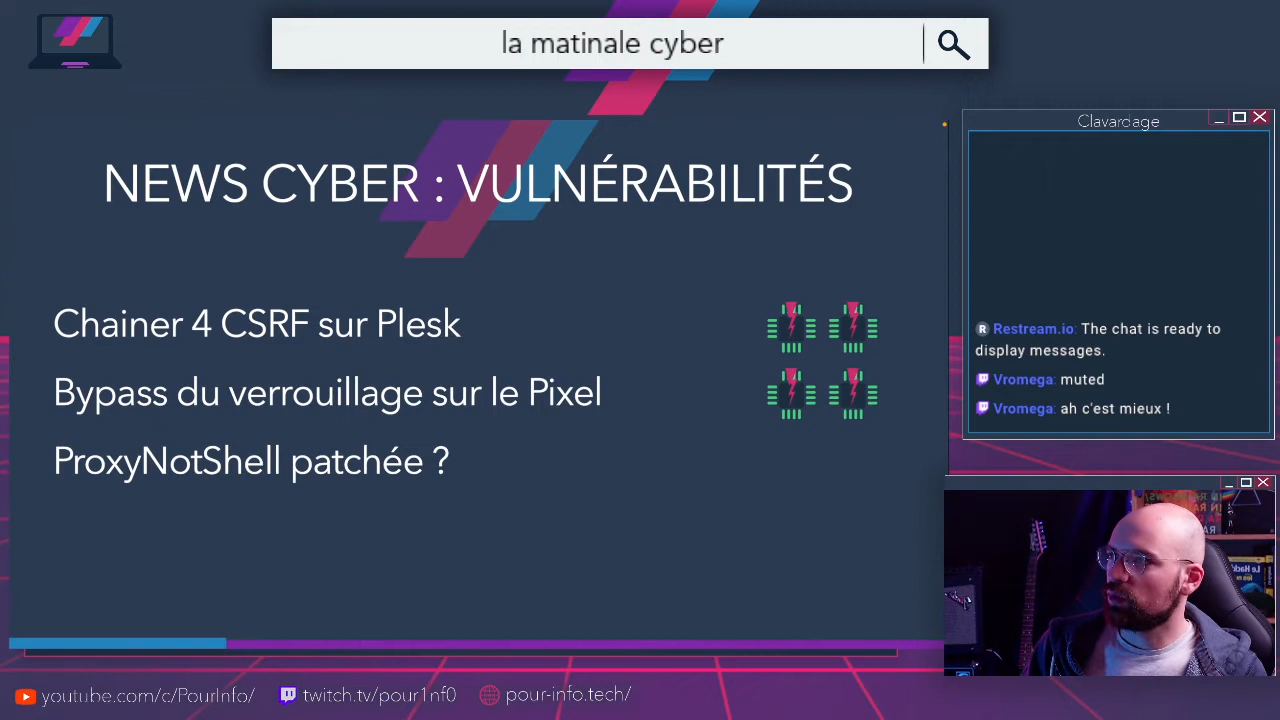 la matinale cyber
Clavardage
NEWS CYBER : VULNÉRABILITÉS
Chainer 4 CSRF sur Plesk
Bypass du verrouillage sur le Pixel
ProxyNotShell patchée ?
R Restream.io: The chat is ready to
display messages.
Vromega: muted
Vromega: ah c'est mieux !
Le Hack
youtube.com/c/PourInfo/
twitch.tv/pour1nf0
pour-info.tech/